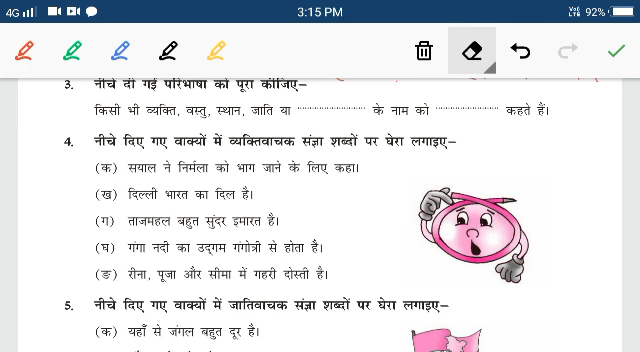 4G 3:15 PM VoD LTE 92%
3. नीचे दी गई परिभाषा को पूरा कीजिए–
किसी भी व्यक्ति, वस्तु, स्थान, जाति या ........................ के नाम को ........................ कहते हैं।
4. नीचे दिए गए वाक्यों में व्यक्तिवाचक संज्ञा शब्दों पर घेरा लगाइए–
(क) सयाल ने निर्मला को भाग जाने के लिए कहा।
(ख) दिल्ली भारत का दिल है।
(ग) ताजमहल बहुत सुंदर इमारत है।
(घ) गंगा नदी का उद्गम गंगोत्री से होता है।
(ङ) रीना, पूजा और सीमा में गहरी दोस्ती है।
5. नीचे दिए गए वाक्यों में जातिवाचक संज्ञा शब्दों पर घेरा लगाइए–
(क) यहाँ से जंगल बहुत दूर है।